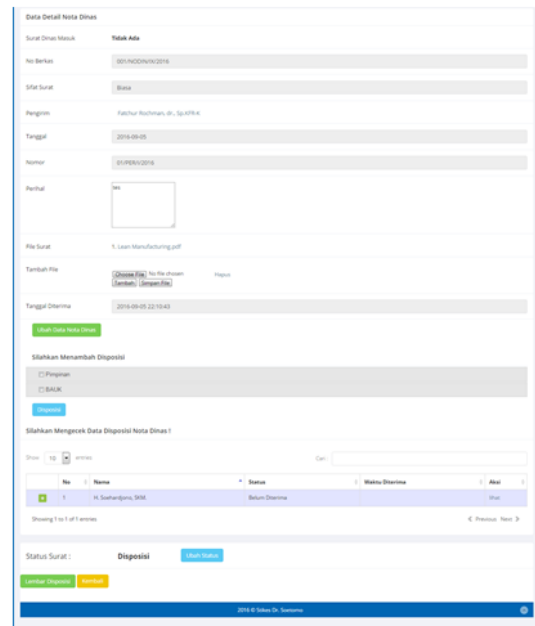 Data Detail Nota Dinas
Surat Dinas Masuk Tidak Ada
No Berkas 001/NODIN/IX/2016
Sifat Surat Biasa
Pengirim Fatchur Rochman, dr., Sp.KFR-K
Tanggal 2016-09-05
Nomor 01/PER/I/2016
Perihal tes
File Surat 1. Lean Manufacturing.pdf
Tambah File Choose File No file chosen Hapus
Tambah Simpan File
Tanggal Diterima 2016-09-05 22:10:43
Ubah Data Nota Dinas
Silahkan Menambah Disposisi
Pimpinan
BAUK
Disposisi
Silahkan Mengecek Data Disposisi Nota Dinas !
Show 10 entries Cari:
No Nama Status Waktu Diterima Aksi
1 H. Soehardjono, SKM. Belum Diterima lihat
Showing 1 to 1 of 1 entries Previous Next
Status Surat : Disposisi Ubah Status
Lembar Disposisi Kembali
2016 © Stikes Dr. Soetomo